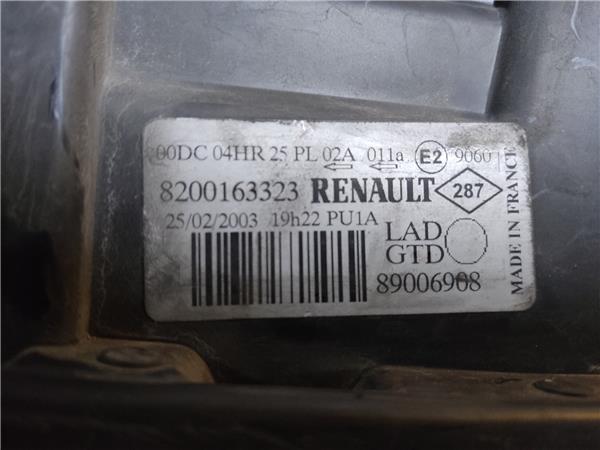 00DC 04HR 25 PL 02A 011a E2 9060
8200163323 RENAULT 287
25/02/2003 19h22 PU1A
LAD
GTD
89006908
MADE IN FRANCE